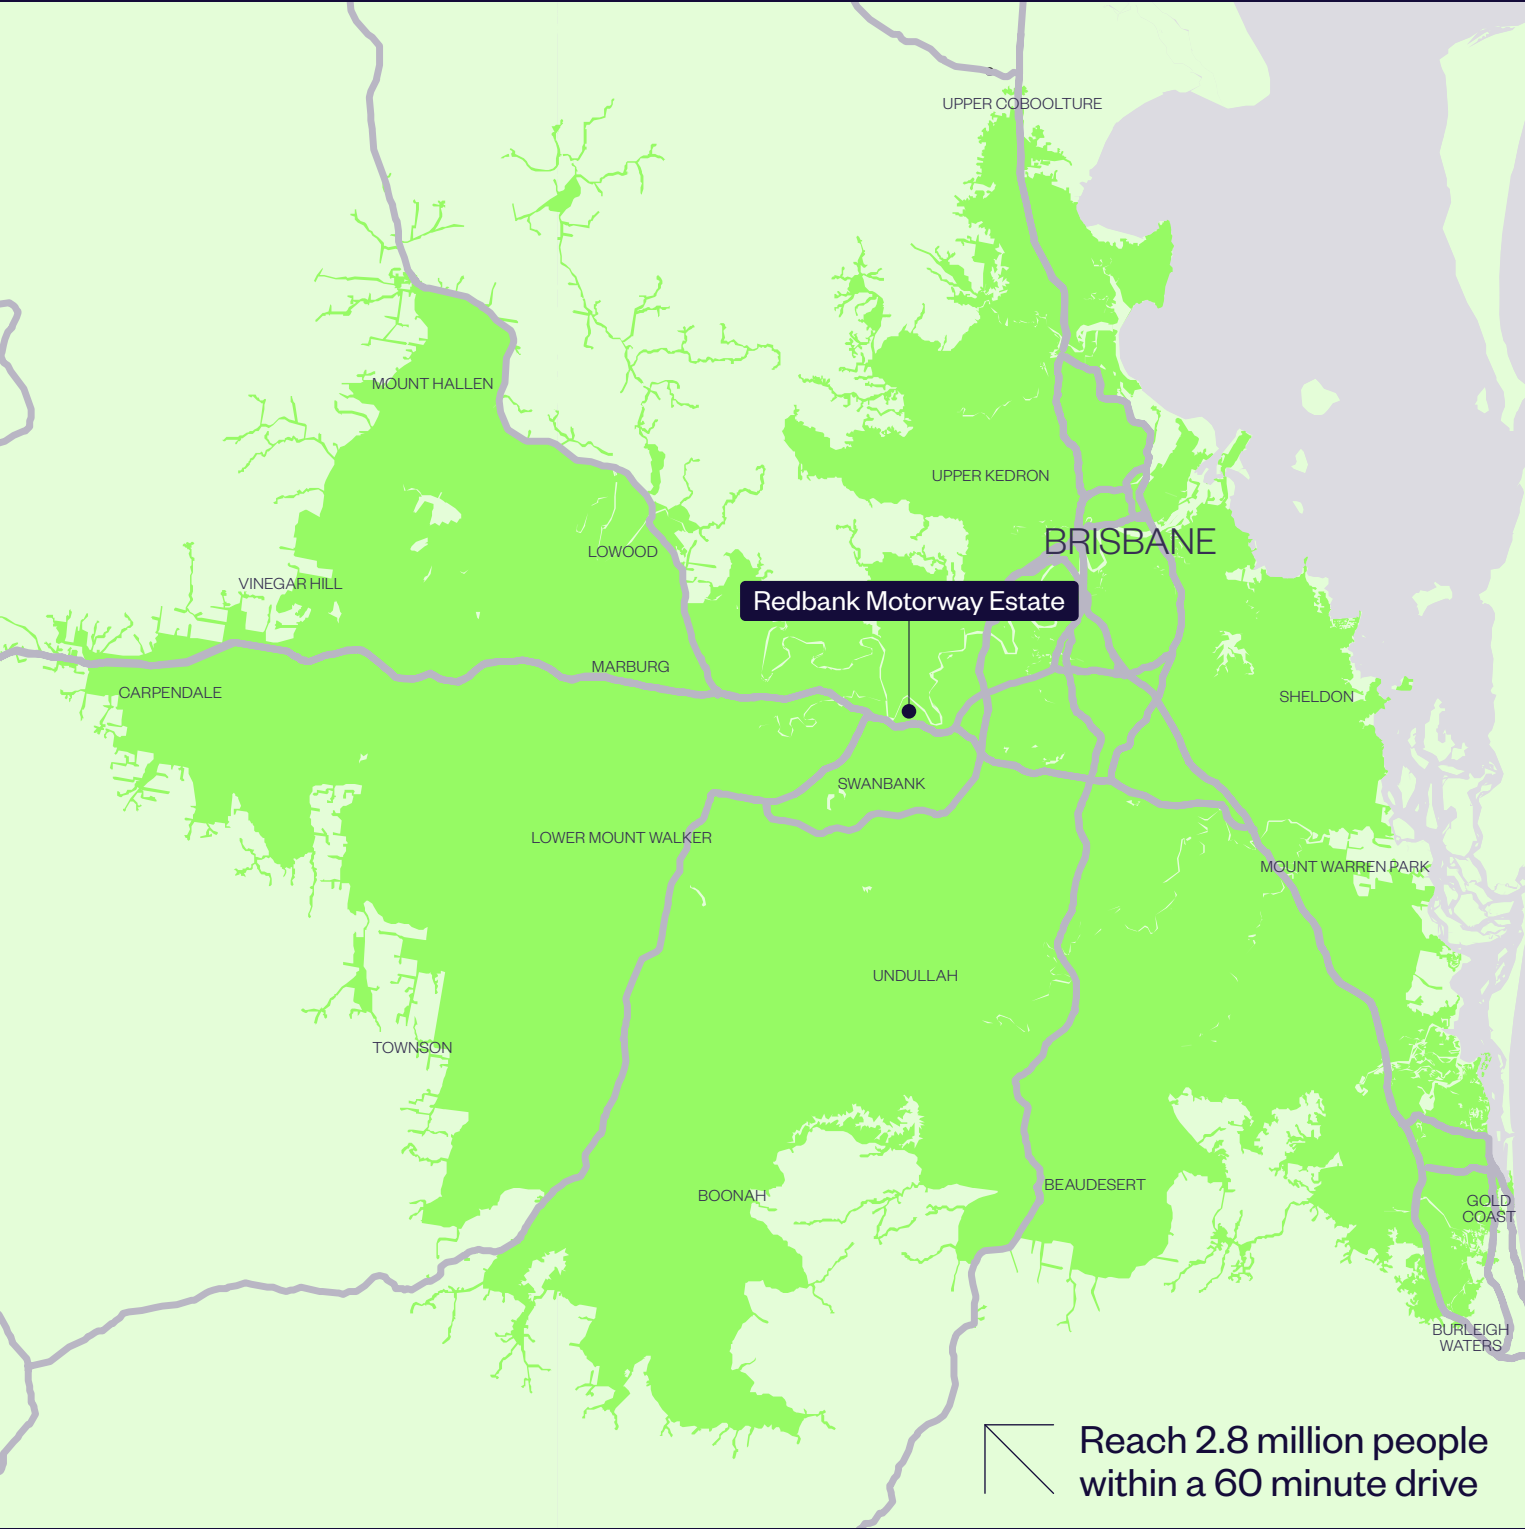 UPPER COBOOLTURE
MOUNT HALLEN
UPPER KEDRON
BRISBANE
LOWOOD
VINEGAR HILL
Redbank Motorway Estate
MARBURG
CARPENDALE
SHELDON
SWANBANK
LOWER MOUNT WALKER
MOUNT WARREN PARK
UNDULLAH
TOWNSON
BEAUDESERT
BOONAH
GOLD
COAST
BURLEIGH
WATERS
Reach 2.8 million people
within a 60 minute drive